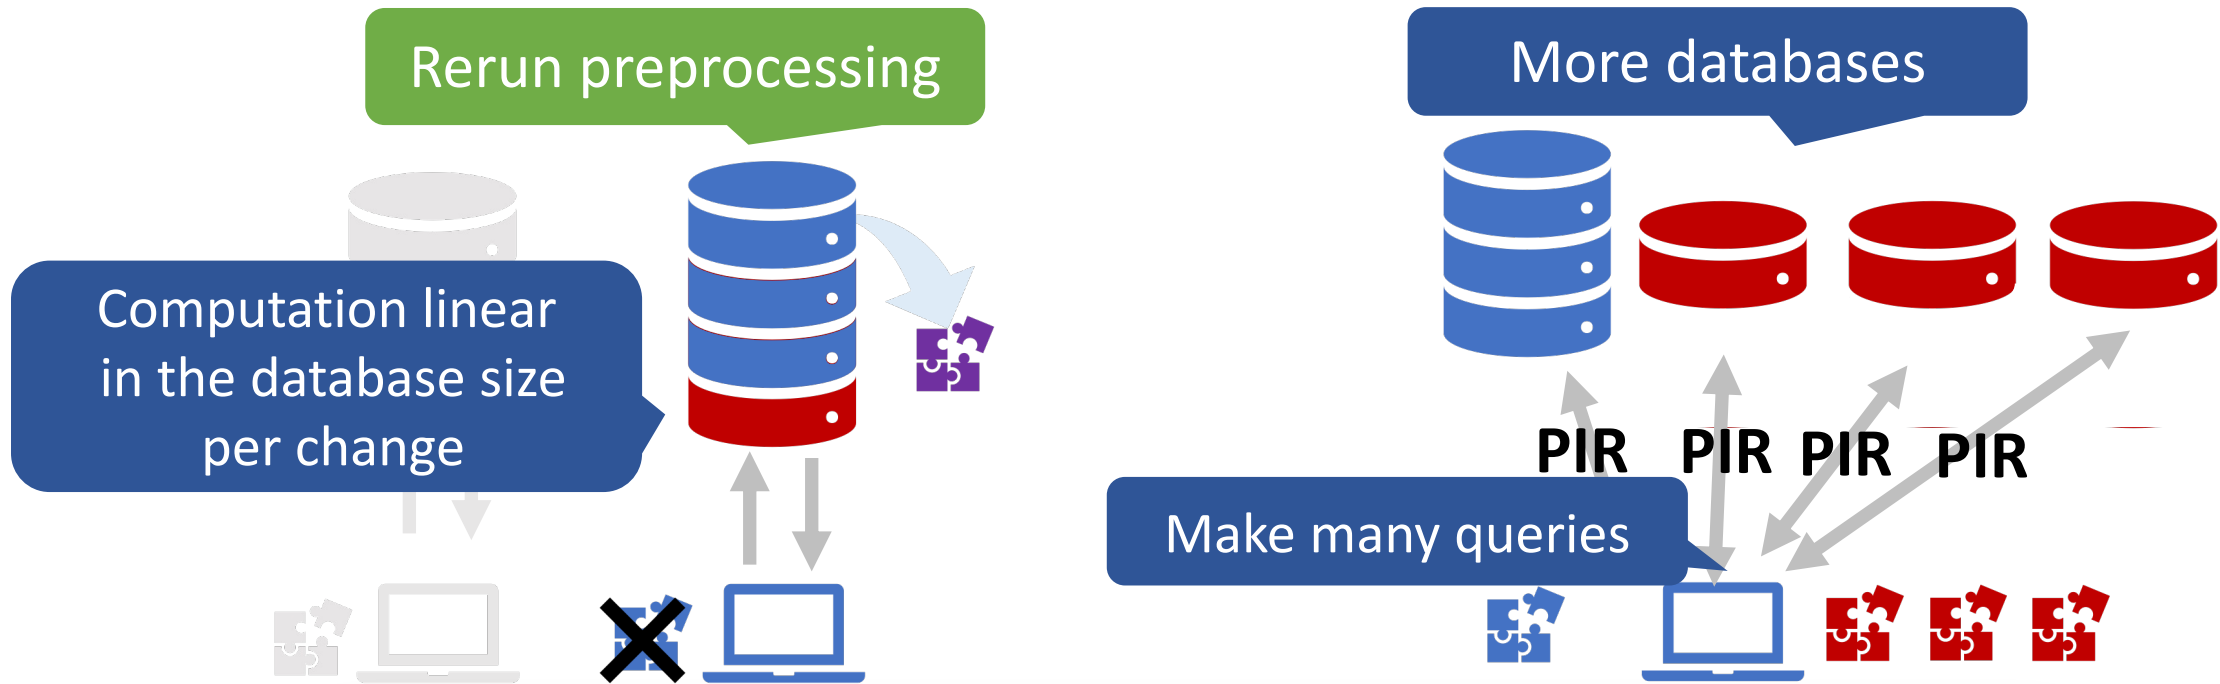 Rerun preprocessing
Computation linear
in the database size
per change
More databases
PIR PIR PIR PIR
Make many queries